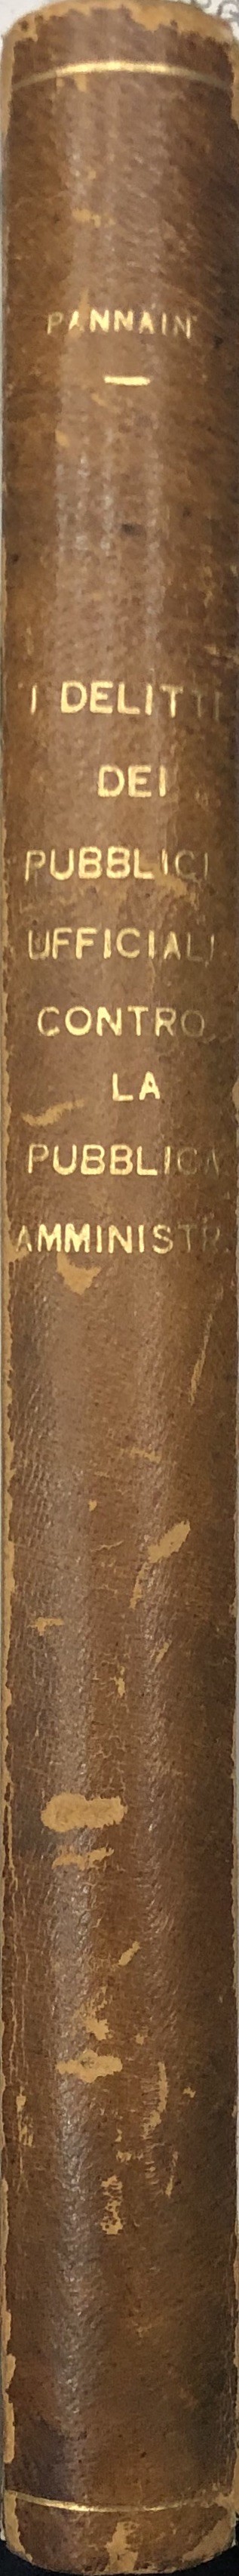 PANNAIN
I DELITTI
DEI
PUBBLICI
UFFICIALI
CONTRO
LA
PUBBLICA
AMMINISTR.